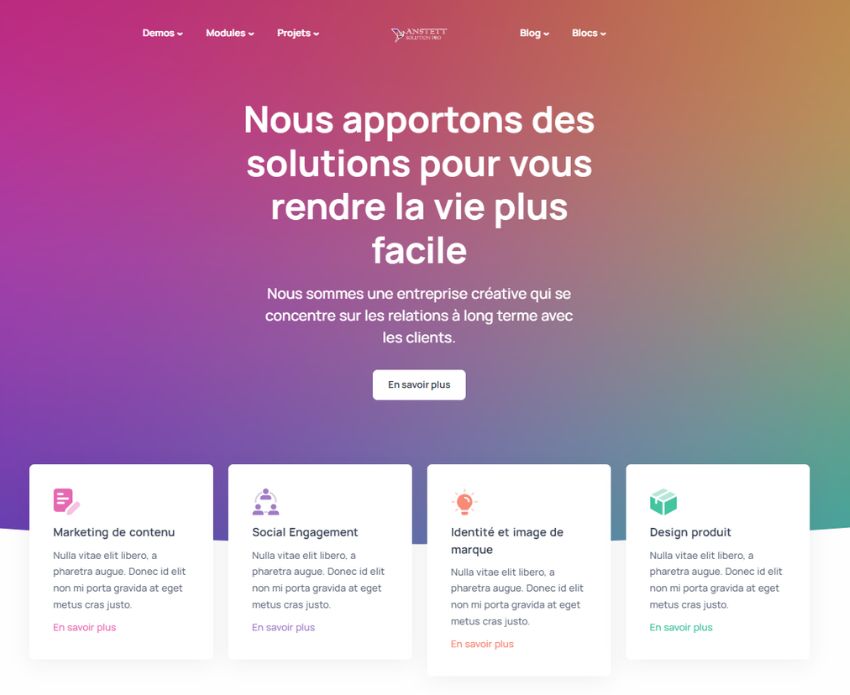 Demos Modules Projets ANSTETT Blog Blocs
SOLUTION PRO
Nous apportons des
solutions pour vous
rendre la vie plus
facile
Nous sommes une entreprise créative qui se
concentre sur les relations à long terme avec
les clients.
En savoir plus
Marketing de contenu
Nulla vitae elit libero, a
pharetra augue. Donec id elit
non mi porta gravida at eget
metus cras justo.
En savoir plus
Social Engagement
Nulla vitae elit libero, a
pharetra augue. Donec id elit
non mi porta gravida at eget
metus cras justo.
En savoir plus
Identité et image de
marque
Nulla vitae elit libero, a
pharetra augue. Donec id elit
non mi porta gravida at eget
metus cras justo.
En savoir plus
Design produit
Nulla vitae elit libero, a
pharetra augue. Donec id elit
non mi porta gravida at eget
metus cras justo.
En savoir plus